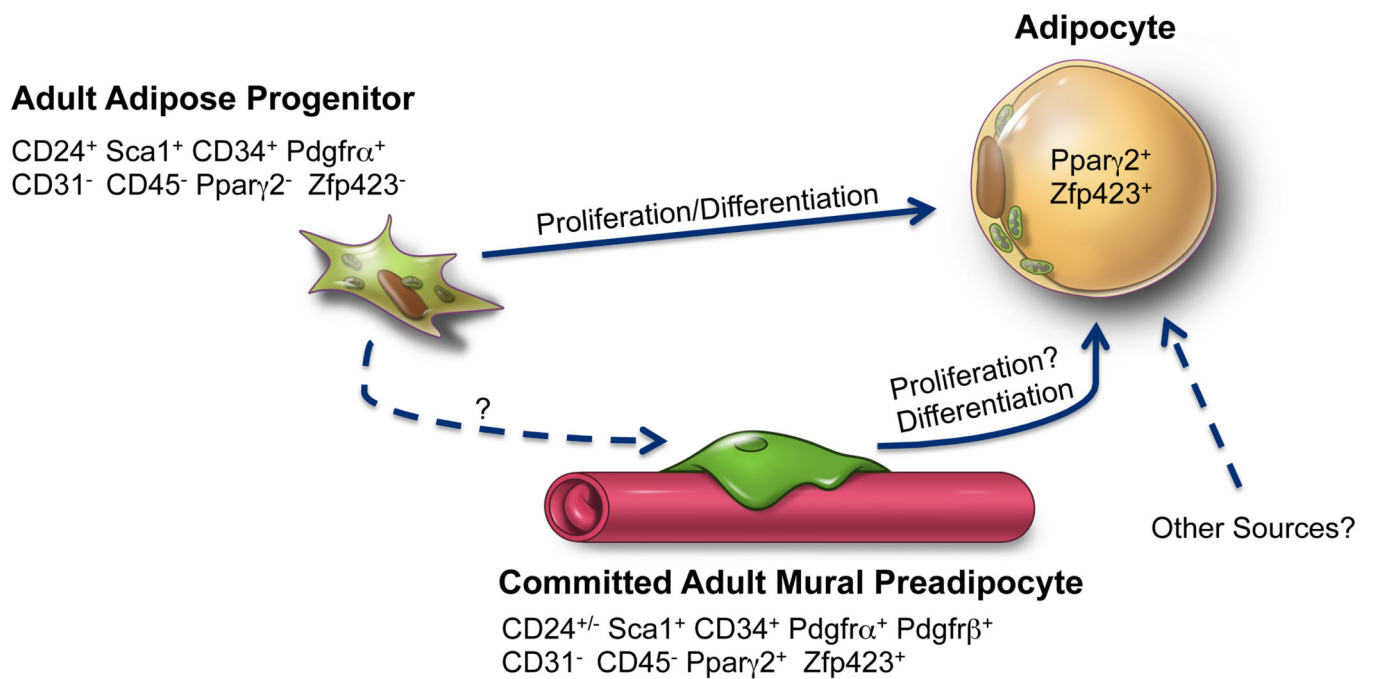 Adipocyte
Adult Adipose Progenitor
CD24⁺ Sca1⁺ CD34⁺ Pdgfrα⁺
CD31⁻ CD45⁻ Pparγ2⁻ Zfp423⁻
Pparγ2⁺
Zfp423⁺
Proliferation/Differentiation
Proliferation?
Differentiation
?
Other Sources?
Committed Adult Mural Preadipocyte
CD24⁺/⁻ Sca1⁺ CD34⁺ Pdgfrα⁺ Pdgfrβ⁺
CD31⁻ CD45⁻ Pparγ2⁺ Zfp423⁺